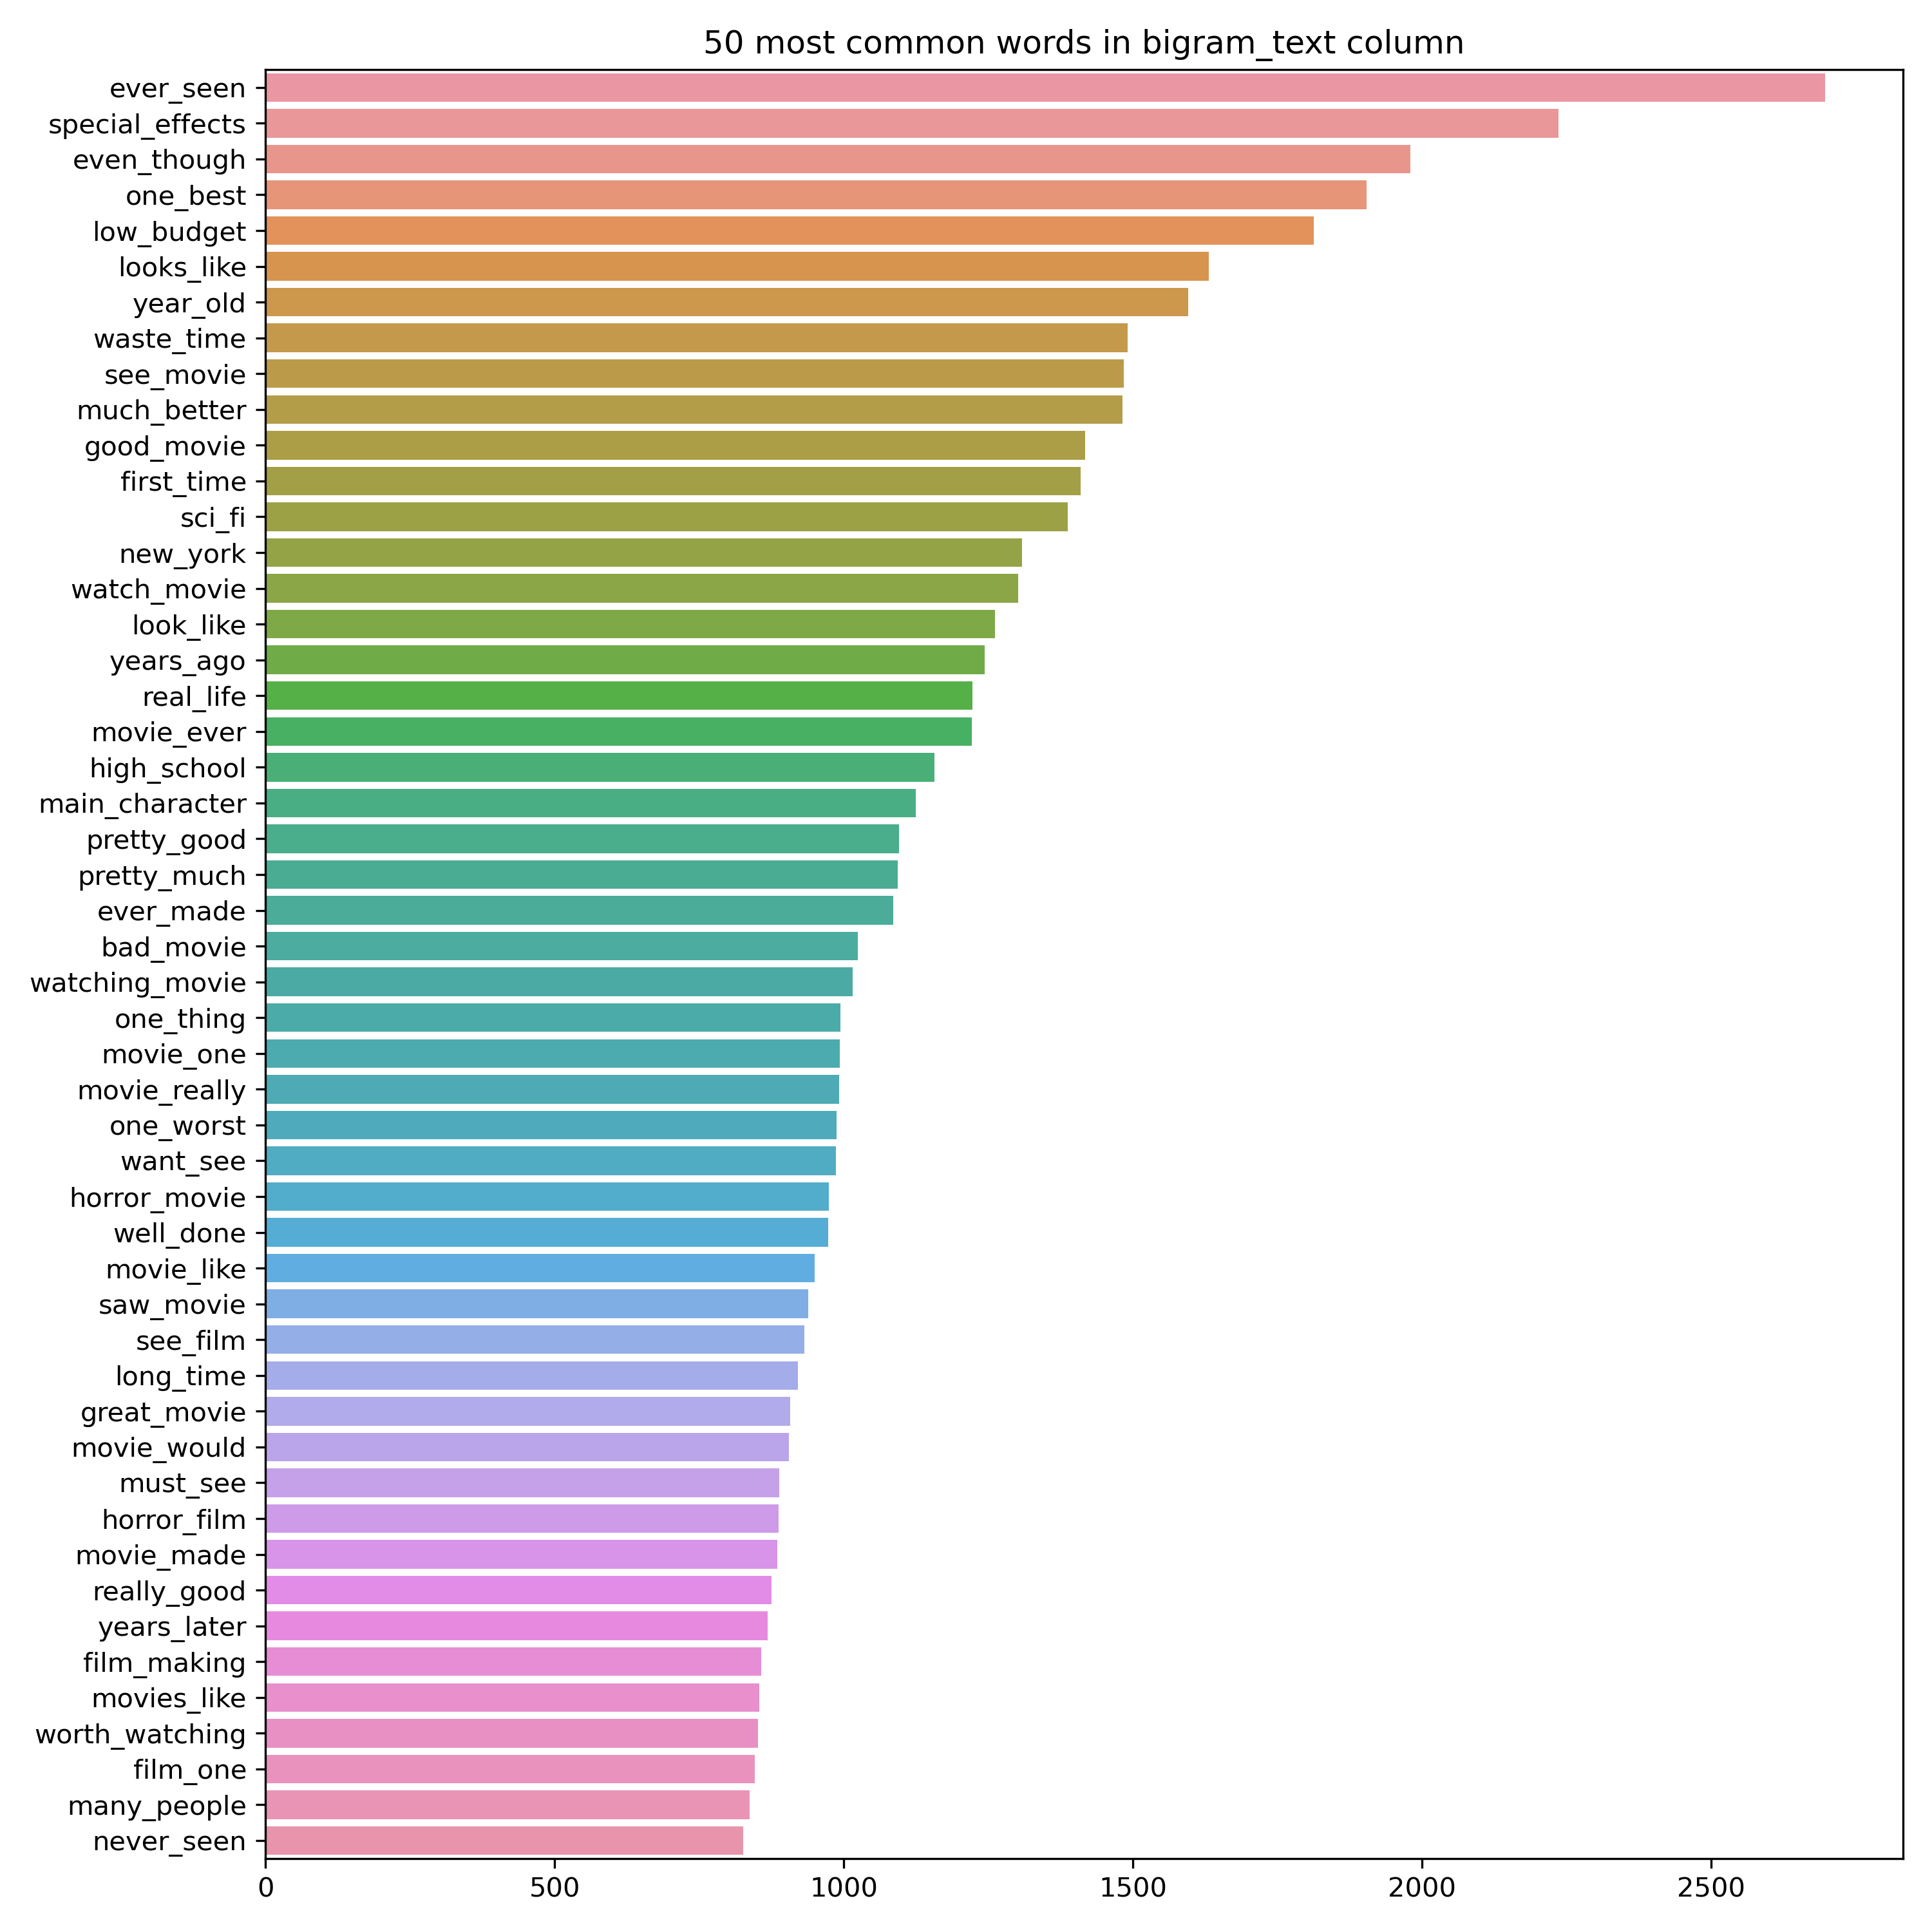 50 most common words in bigram_text column
ever_seen
special_effects
even_though
one_best
low_budget
looks_like
year_old
waste_time
see_movie
much_better
good_movie
first_time
sci_fi
new_york
watch_movie
look_like
years_ago
real_life
movie_ever
high_school
main_character
pretty_good
pretty_much
ever_made
bad_movie
watching_movie
one_thing
movie_one
movie_really
one_worst
want_see
horror_movie
well_done
movie_like
saw_movie
see_film
long_time
great_movie
movie_would
must_see
horror_film
movie_made
really_good
years_later
film_making
movies_like
worth_watching
film_one
many_people
never_seen
0 500 1000 1500 2000 2500